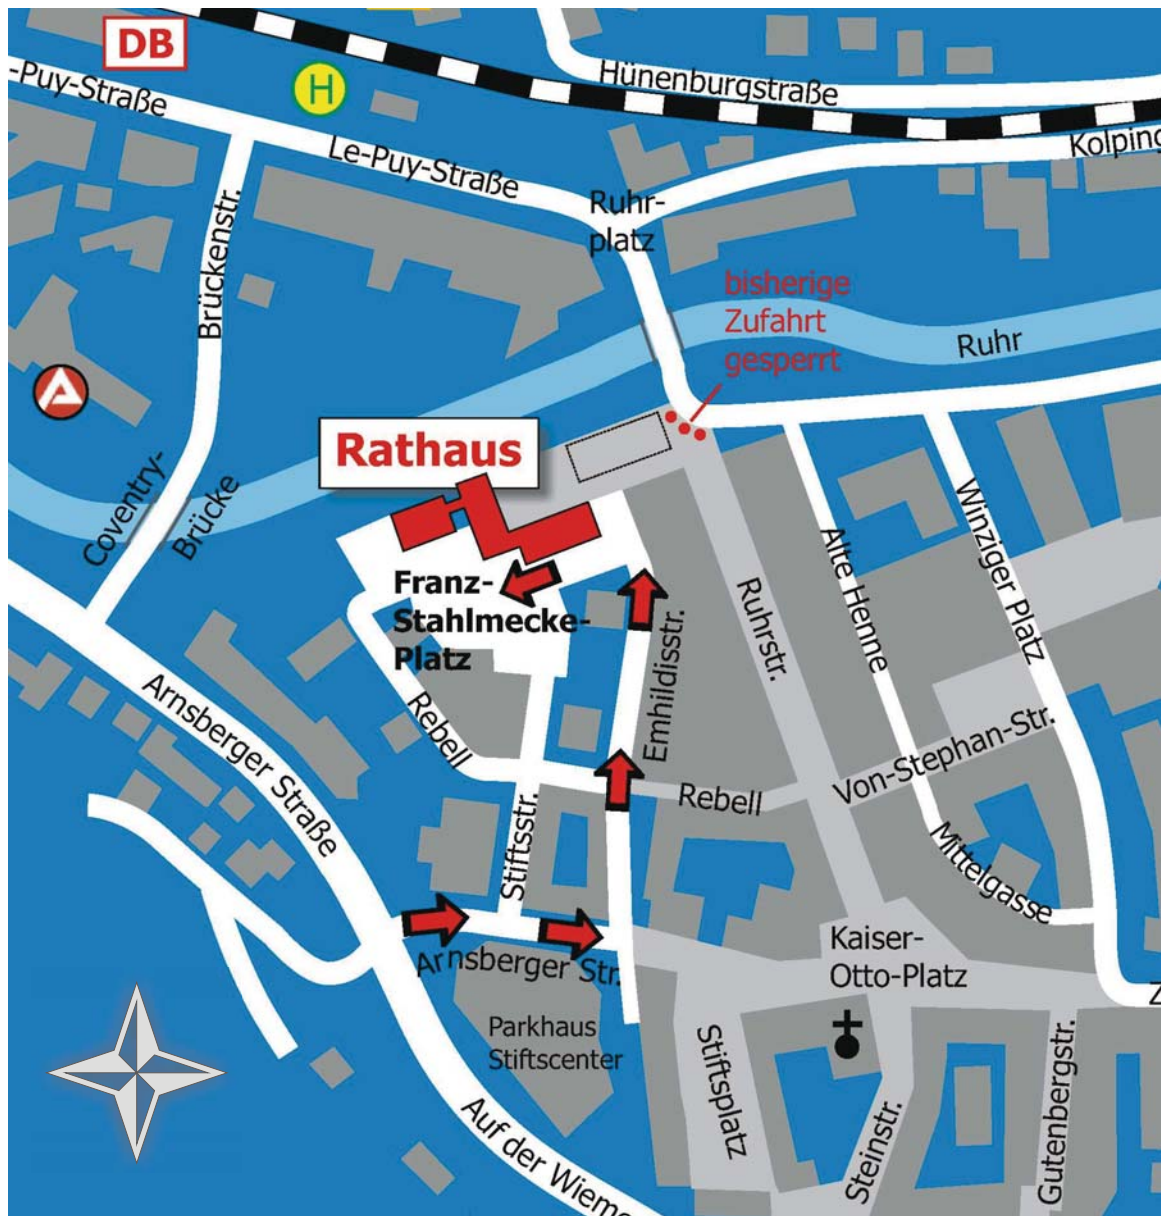 DB
H
Hünenburgstraße
-Puy-Straße
Kolping
Le-Puy-Straße
Ruhr-
platz
Brückenstr.
bisherige
Zufahrt
gesperrt
Ruhr
Rathaus
Coventry-
Brücke
Winziger Platz
Alte Henne
Franz-
Stahlmecke-
Platz
Ruhrstr.
Emhildisstr.
Arnsberger Straße
Rebell
Von-Stephan-Str.
Rebell
Stiftsstr.
Mittelgasse
Kaiser-
Otto-Platz
Arnsberger Str.
Z
Parkhaus
Stiftscenter
Stiftsplatz
Gutenbergstr.
Auf der Wieme
Steinstr.